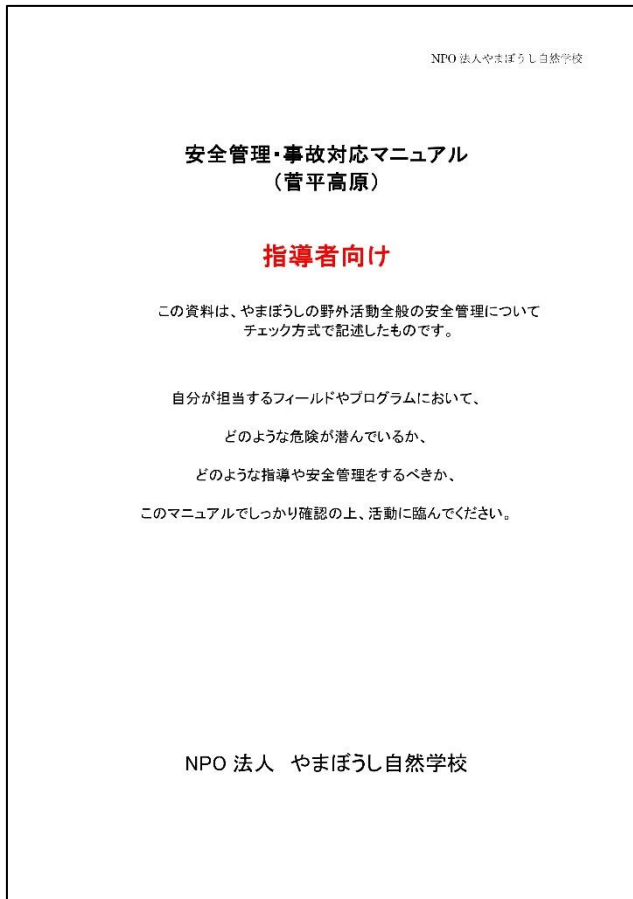 NPO 法人やまぼうし自然学校
安全管理・事故対応マニュアル
（菅平高原）
指導者向け
この資料は、やまぼうしの野外活動全般の安全管理について
チェック方式で記述したものです。
自分が担当するフィールドやプログラムにおいて、
どのような危険が潜んでいるか、
どのような指導や安全管理をするべきか、
このマニュアルでしっかり確認の上、活動に臨んでください。
NPO 法人　やまぼうし自然学校